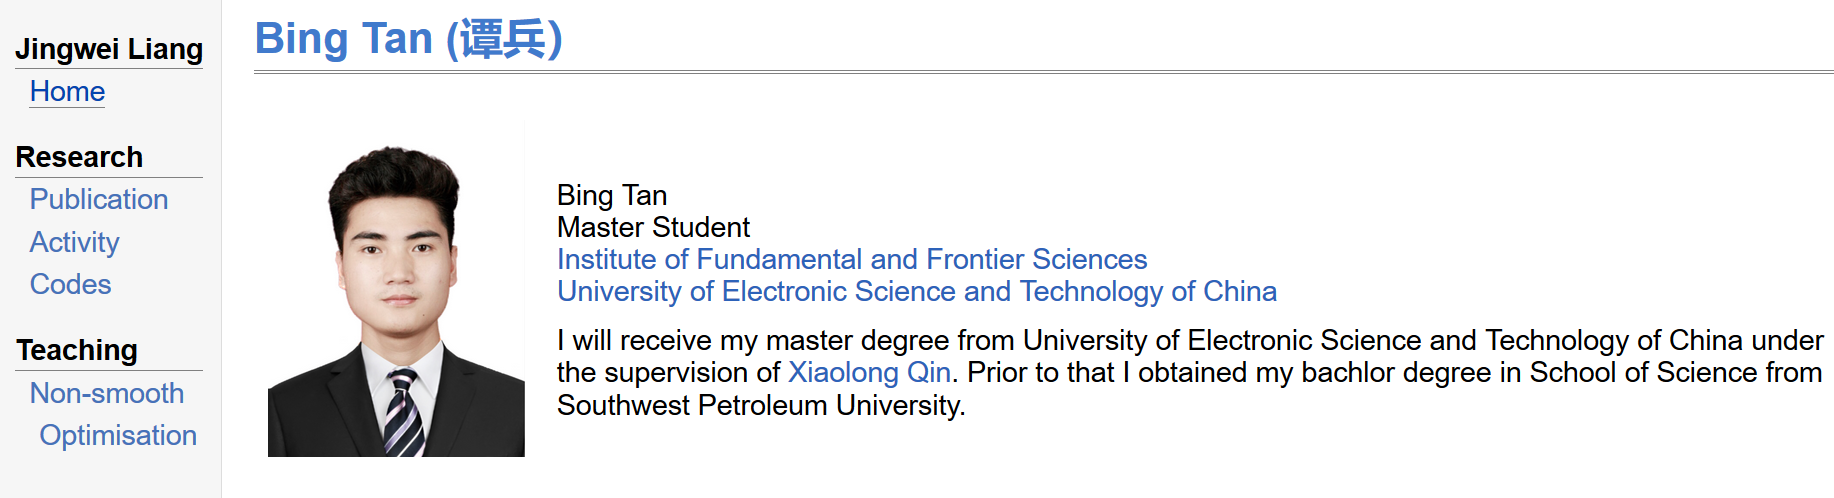 Jingwei Liang
Home
Research
Publication
Activity
Codes
Teaching
Non-smooth
Optimisation
Bing Tan (谭兵)
Bing Tan
Master Student
Institute of Fundamental and Frontier Sciences
University of Electronic Science and Technology of China
I will receive my master degree from University of Electronic Science and Technology of China under
the supervision of Xiaolong Qin. Prior to that I obtained my bachlor degree in School of Science from
Southwest Petroleum University.